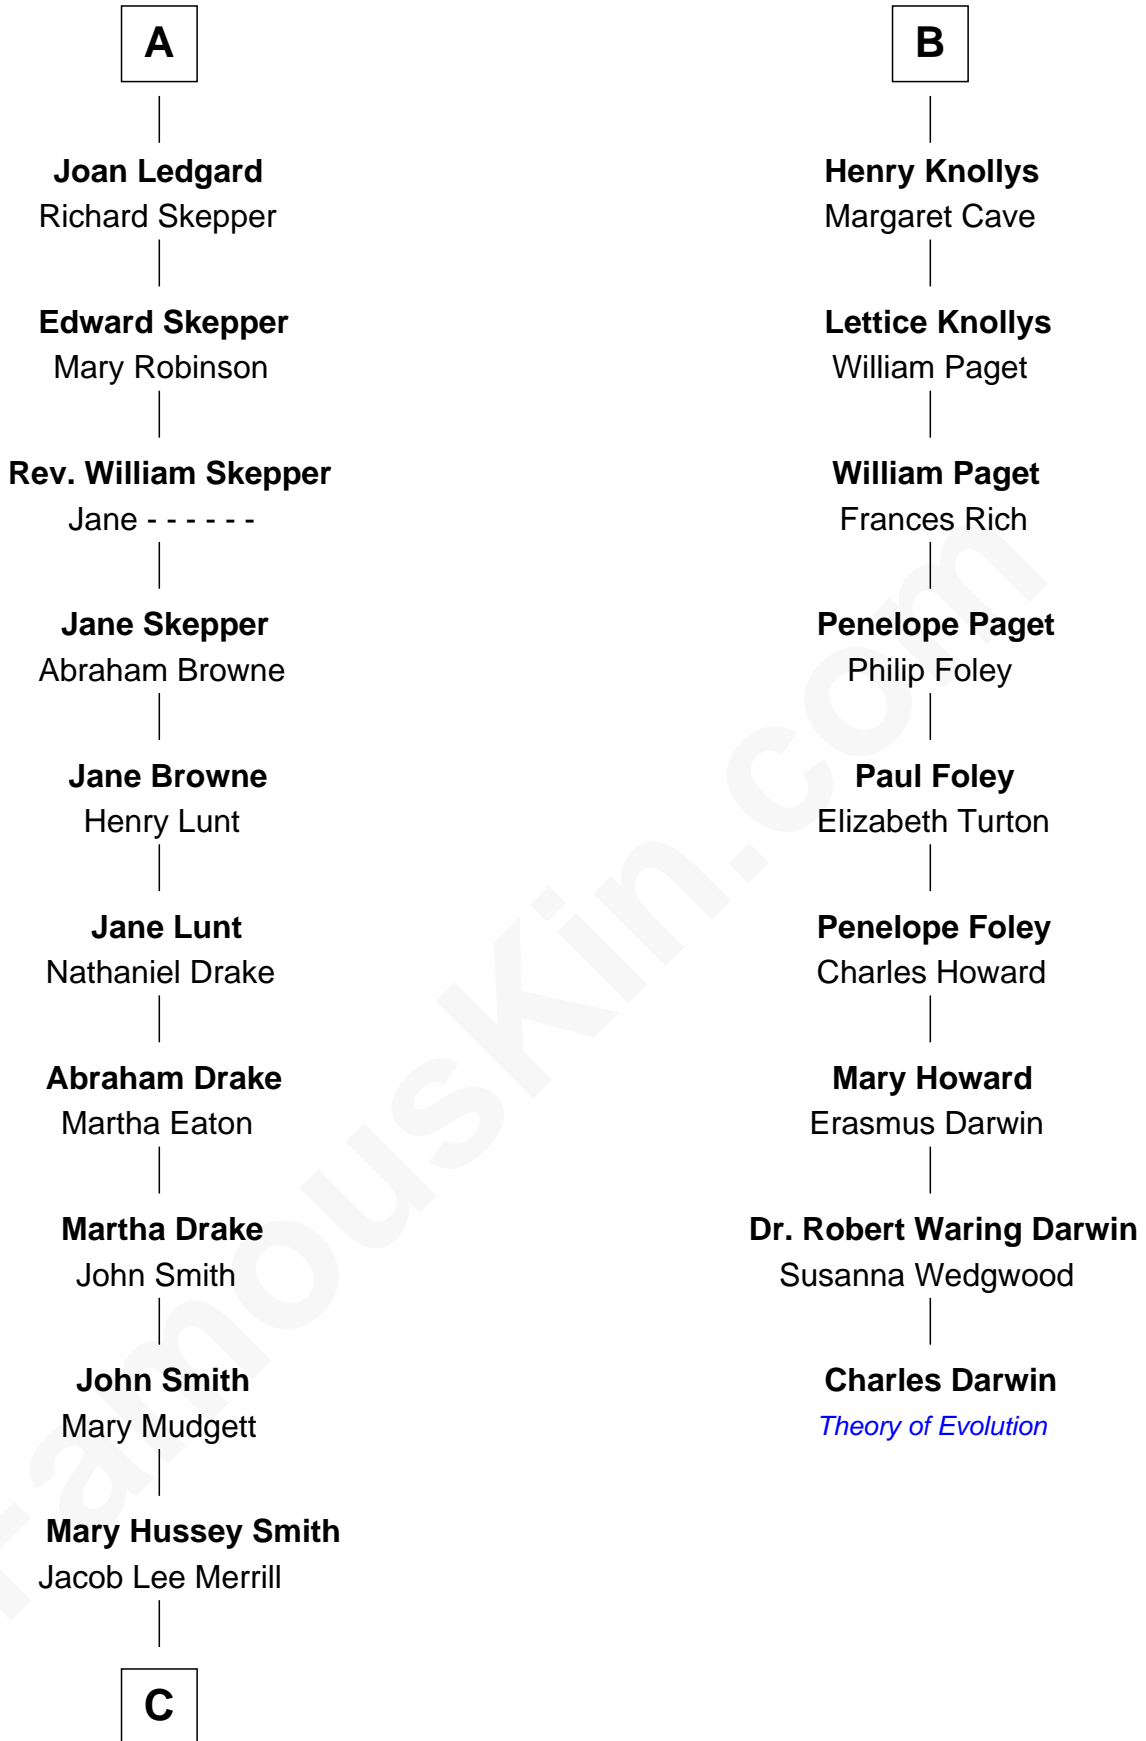 A
Joan Ledgard
Richard Skepper
Edward Skepper
Mary Robinson
Rev. William Skepper
Jane - - - - - -
Jane Skepper
Abraham Browne
Jane Browne
Henry Lunt
Jane Lunt
Nathaniel Drake
Abraham Drake
Martha Eaton
Martha Drake
John Smith
John Smith
Mary Mudgett
Mary Hussey Smith
Jacob Lee Merrill
C
B
Henry Knollys
Margaret Cave
Lettice Knollys
William Paget
William Paget
Frances Rich
Penelope Paget
Philip Foley
Paul Foley
Elizabeth Turton
Penelope Foley
Charles Howard
Mary Howard
Erasmus Darwin
Dr. Robert Waring Darwin
Susanna Wedgwood
Charles Darwin
Theory of Evolution
FamousKin.com